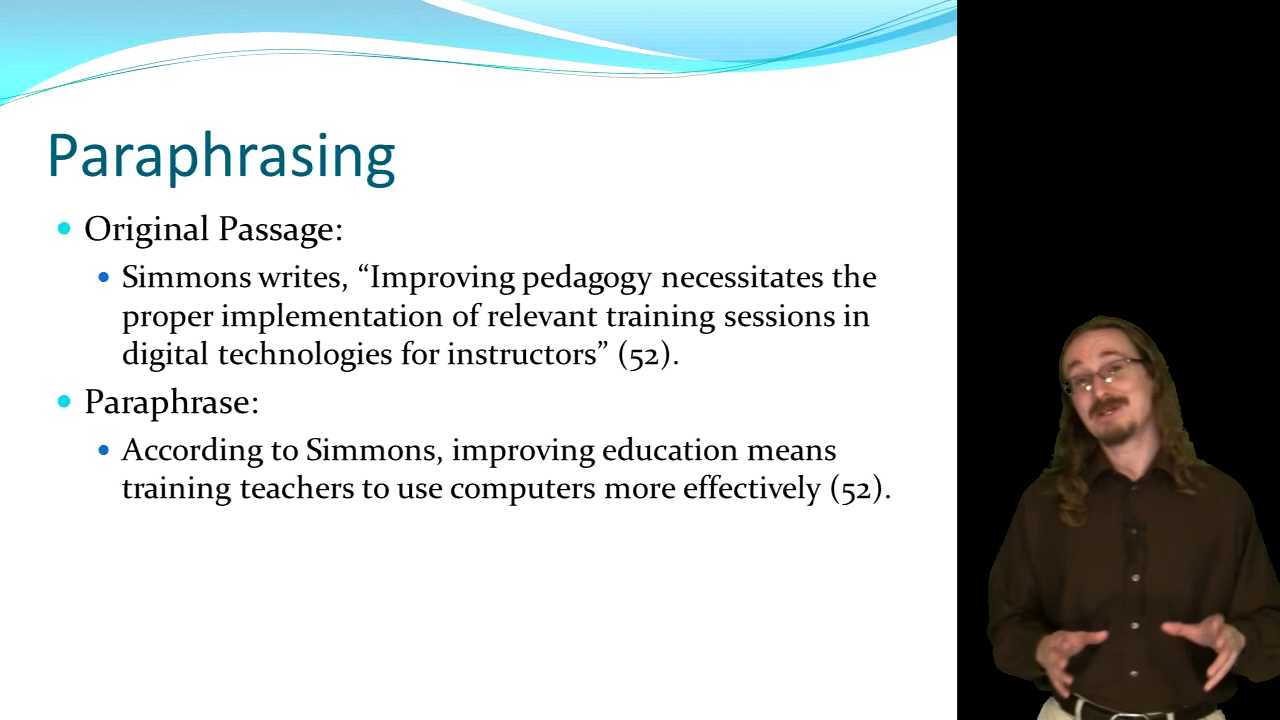 Paraphrasing
Original Passage:
Simmons writes, “Improving pedagogy necessitates the
proper implementation of relevant training sessions in
digital technologies for instructors” (52).
Paraphrase:
According to Simmons, improving education means
training teachers to use computers more effectively (52).